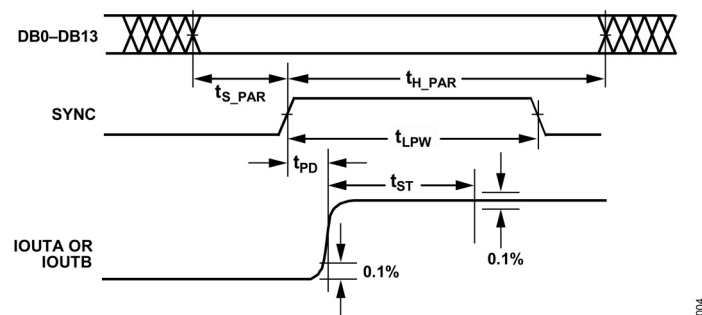 DB0–DB13
tS_PAR
tH_PAR
SYNC
tLPW
tPD
tST
IOUTA OR
IOUTB
0.1%
0.1%
004